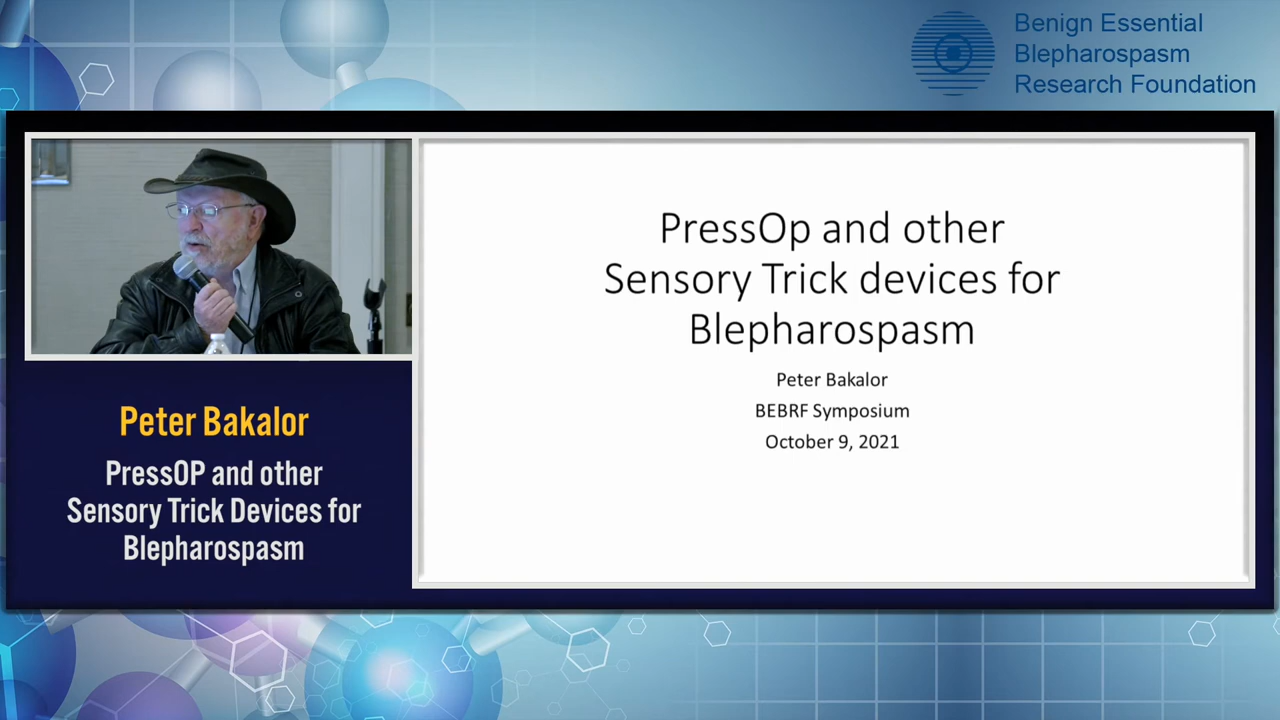 Benign Essential
Blepharospasm
Research Foundation
PressOp and other
Sensory Trick devices for
Blepharospasm
Peter Bakalor
BEBRF Symposium
October 9, 2021
Peter Bakalor
PressOP and other
Sensory Trick Devices for
Blepharospasm